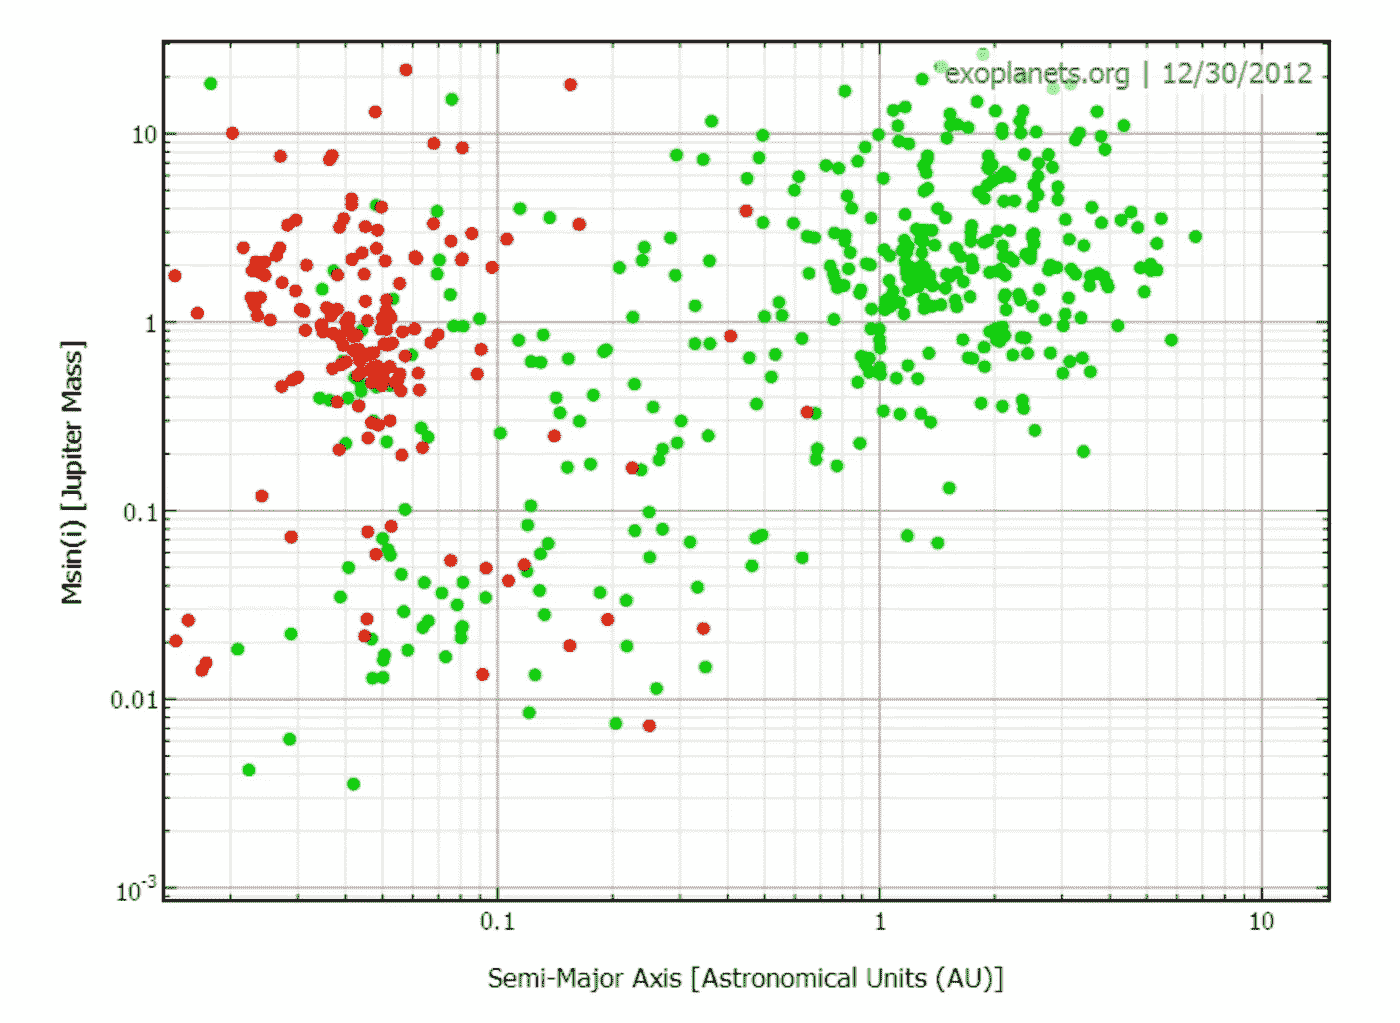 exoplanets.org | 12/30/2012
10
1
0.1
0.01
10-3
Msin(i) [Jupiter Mass]
0.1
1
10
Semi-Major Axis [Astronomical Units (AU)]